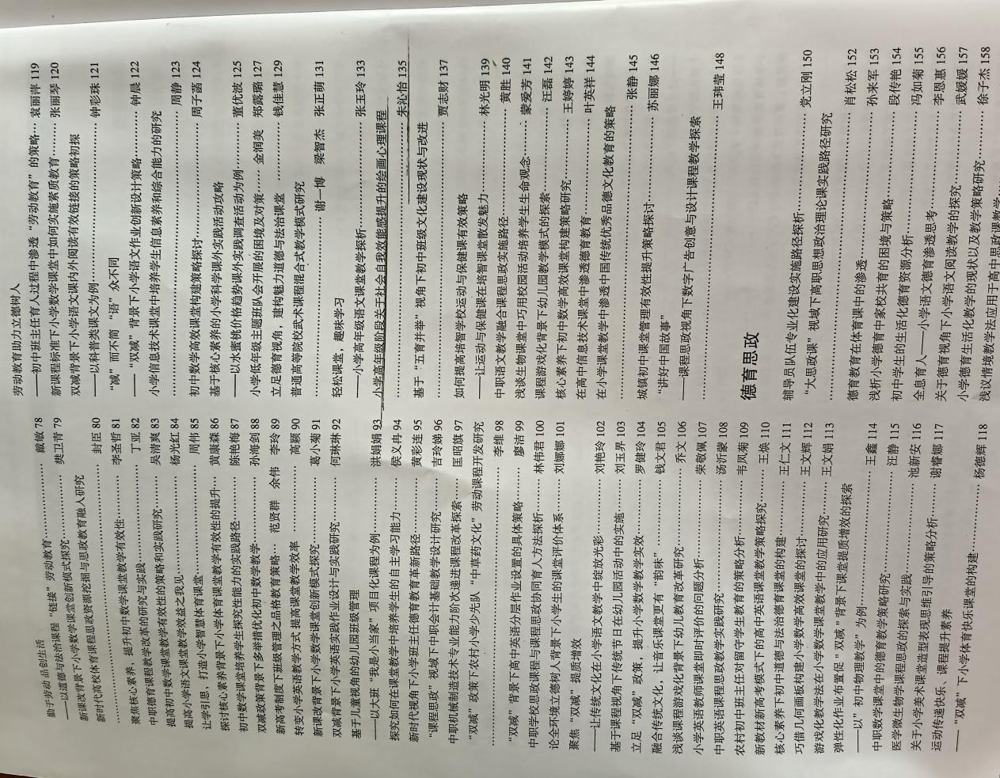 勤于劳动 品创生活
——以道德与法治课程“链接”劳动教育………戴敏 78
新课改背景下小学数学课堂创新模式探究………樊卫青 79
新时代高校体育课程思政资源挖掘与思政教育融入研究
………封臣 80
聚焦核心素养，提升初中数学课堂教学有效性………李圣哲 81
中职德育课程教学改革的研究与实践………丁亚 82
提高初中数学课堂教学有效性的策略和实践研究………吴清爽 83
提高小学语文课堂教学效益之我见………杨光红 84
让学引思，打造小学智慧体育课堂………周伟 85
探讨核心素养背景下小学体育课堂教学有效性的提升………黄康森 86
初中数学课堂培养学生探究性能力的实践路径………陈艳梅 87
双减政策背景下多举措优化初中数学教学………孙海剑 88
新高考制度下班级管理之品格教育策略 范贤群 余伟 李玲 89
转变小学英语教学方式 提高课堂教学效率………高颖 90
新课改背景下小学数学课堂创新模式探究………葛小菊 91
双减背景下小学英语实践作业设计与实践研究………何琳琳 92
基于儿童视角的幼儿园班级管理
——以大班“我是小当家”项目化课程为例………洪娟娟 93
探究如何在课堂教学中培养学生的自主学习能力………侯义冉 94
新时代视角下小学班主任德育教育革新路径………黄彩连 95
“课程思政”视域下中职会计基础教学设计研究………吉玲娣 96
中职机械制造技术专业能力阶次递进课程改革探索………匡昭旗 97
“双减”政策下农村小学少先队“中草药文化”劳动课程开发研究
………李维 98
“双减”背景下高中英语分层作业设置的具体策略………廖洁 99
中职学校思政课程与课程思政协同育人方法探析………林伟君 100
论全环境立德树人背景下小学生的课堂评价体系………刘娜娜 101
聚焦“双减”提质增效
——让传统文化在小学语文教学中绽放光彩………刘艳玲 102
基于课程视角下传统节日在幼儿园活动中的实施………刘玉界 103
立足“双减”政策，提升小学数学教学实效………罗健玲 104
融合传统文化，让音乐课堂更有“韵味”………钱文君 105
浅谈课程游戏化背景下幼儿教育改革研究………乔文 106
小学英语教师课堂即时评价的问题分析………荣敬佩 107
中职英语课程思政教学实践研究………汤沂蒙 108
农村初中班主任对留守学生教育的策略分析………韦凤菊 109
新教材新高考模式下的高中英语课堂教学策略探究………王焕 110
核心素养下初中道德与法治德育课堂的构建………王仁文 111
巧借几何画板构建小学数学高效课堂的探讨………王文辉 112
游戏化教学法在小学数学课堂教学中的应用研究………王文娟 113
弹性化作业布置促“双减”背景下课堂提质增效的探索
——以”初中物理教学”为例………王鑫 114
中职数学课堂中的德育教学策略研究………汪静 115
医学微生物学课程思政的探索与实践………池新安 116
关于小学美术课堂造型表现思维引导的策略分析………谢睿娜 117
运动传递快乐、课程提升素养
——“双减”下小学体育快乐课堂的构建………杨德辉 118
劳动教育助力立德树人
——初中班主任育人过程中渗透“劳动教育”的策略…袁丽萍 119
新课程标准下小学数学课堂中如何实施素质教育………张丽琴 120
双减背景下小学语文课内外阅读有效链接的策略初探
——以科普类课文为例………钟彩珠 121
“减”而不简 “语”众不同
——“双减”背景下小学语文作业创新设计策略………钟晨 122
小学信息技术课堂中培养学生信息素养和综合能力的研究
………周静 123
初中数学高效课堂构建策略探讨………周子菡 124
基于核心素养的小学科学课外实践活动攻略
——以水蜜桃价格趋势课外实践调查活动为例………董优波 125
小学低年级主题班队会开展的困境及对策……金润美 郑露璐 127
立足德育视角，建构魅力道德与法治课堂………钱佳慧 129
普通高等院校武术课程混合式教学模式研究
………谢一博 梁智杰 张正萌 131
轻松课堂，趣味学习
——小学高年级语文课堂教学探析………张玉玲 133
小学高年级阶段关于社会自我效能感提升的绘画心理课程
………朱沁怡 135
基于“五育并举”视角下初中班级文化建设现状与改进
………贾志财 137
如何提高培智学校运动与保健课有效策略
——让运动与保健课在培智课堂散发魅力………林光明 139
中职语文教学融合课程思政实施路径………黄胜 140
浅谈生物课堂中巧用校园活动培养学生生命观念………蒙爱芳 141
课程游戏化背景下幼儿园教学模式的探索………汪磊 142
核心素养下初中数学高效课堂构建策略研究………王婷婷 143
在高中信息技术课堂中渗透德育教育………叶英祥 144
在小学课堂教学中渗透中国传统优秀品德文化教育的策略
………张静 145
城镇初中课堂管理有效性提升策略探讨………苏丽娜 146
“讲好中国故事”
——课程思政视角下数字广告创意与设计课程教学探索
………王玮莹 148
德育思政
辅导员队伍专业化建设实施路径探析………党立刚 150
“大思政课”视域下高职思想政治理论课实践路径研究
………肖松松 152
德育教育在体育课中的渗透………孙来军 153
浅析小学德育中家校共育的困境与策略………段传艳 154
初中学生的生活化德育资源分析………冯如菊 155
全息育人——小学语文德育渗透思考………李恩惠 156
关于德育视角下小学语文阅读教学的探究………武媛媛 157
小学德育生活化教学的现状以及教学策略研究………徐子杰 158
浅议情境教学法应用于高中思政课教学